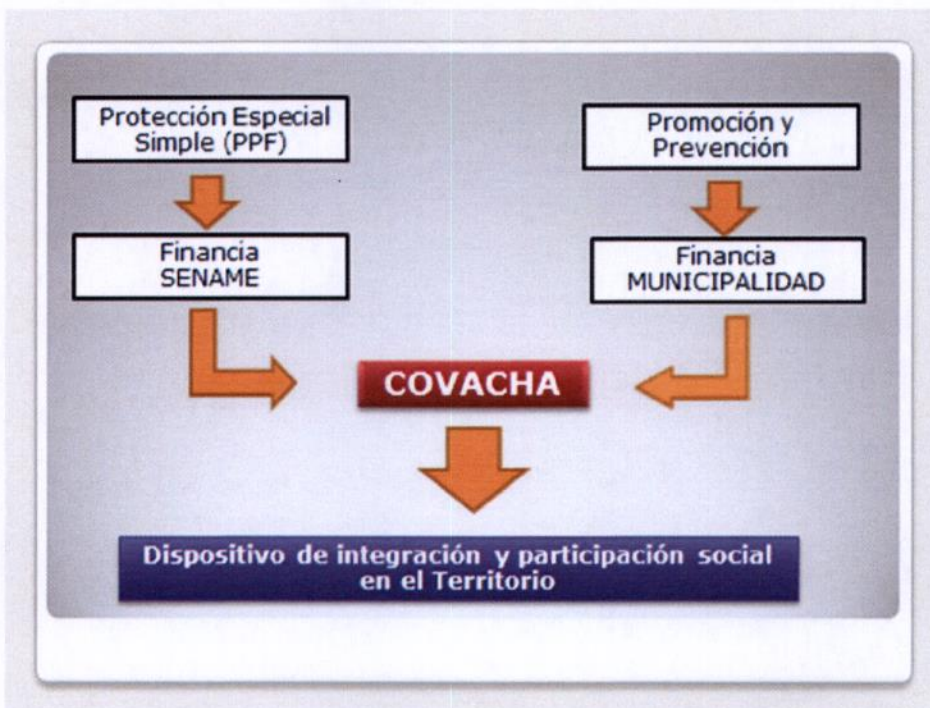 Protección Especial
Simple (PPF)
Promoción y
Prevención
Financia
SENAME
Financia
MUNICIPALIDAD
COVACHA
Dispositivo de integración y participación social
en el Territorio